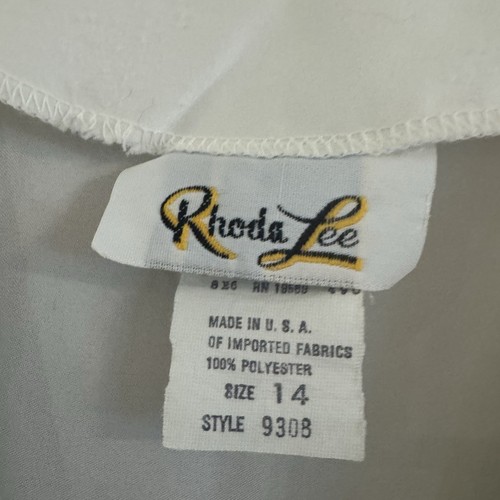 Rhoda Lee
MADE IN U. S. A.
OF IMPORTED FABRICS
100% POLYESTER
SIZE 14
STYLE 9308